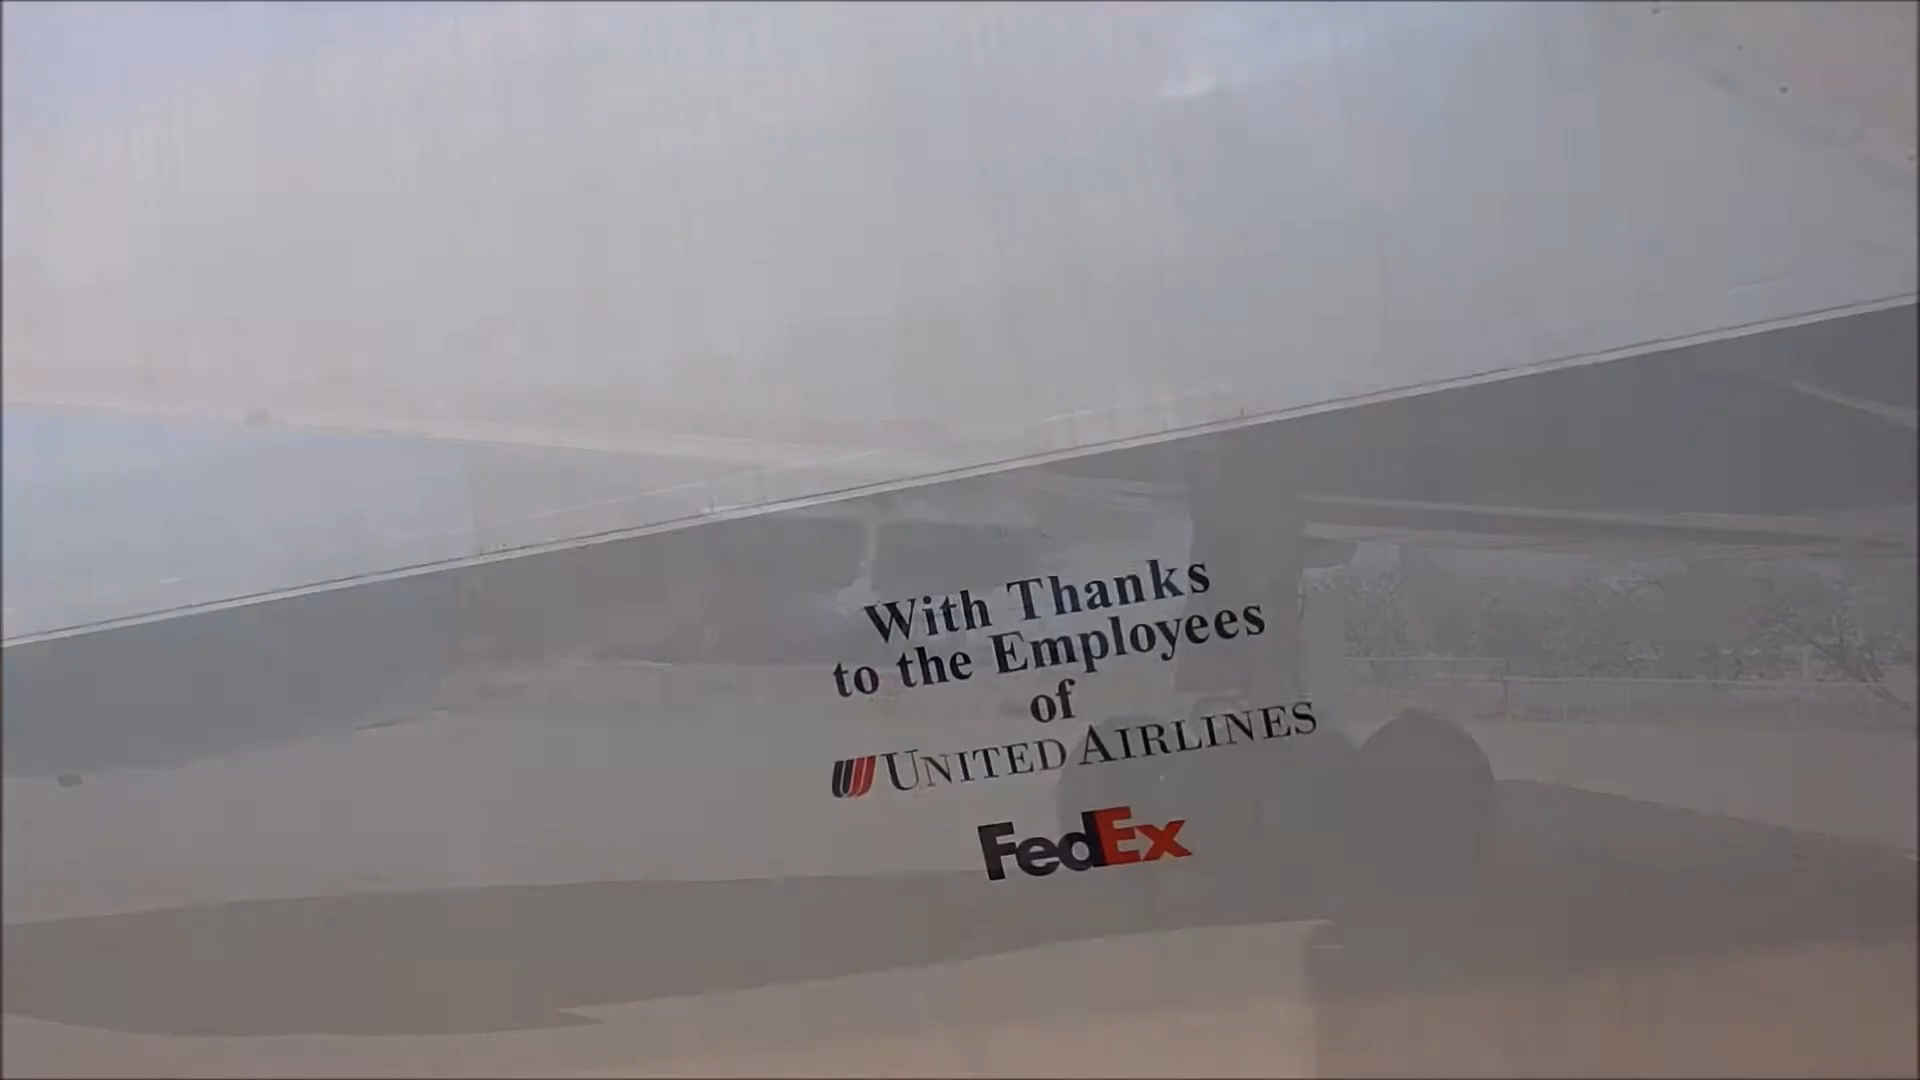 With Thanks
to the Employees
of
UNITED AIRLINES
FedEx